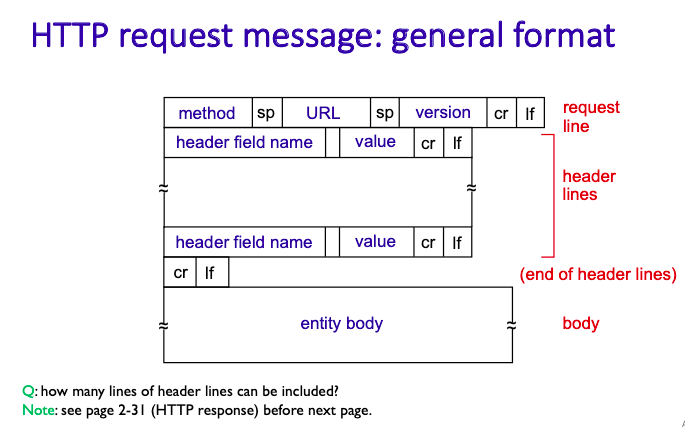 HTTP request message: general format
method sp URL sp version cr lf
request
line
header field name value cr lf
header
lines
header field name value cr lf
cr lf
(end of header lines)
entity body
body
Q: how many lines of header lines can be included?
Note: see page 2-31 (HTTP response) before next page.